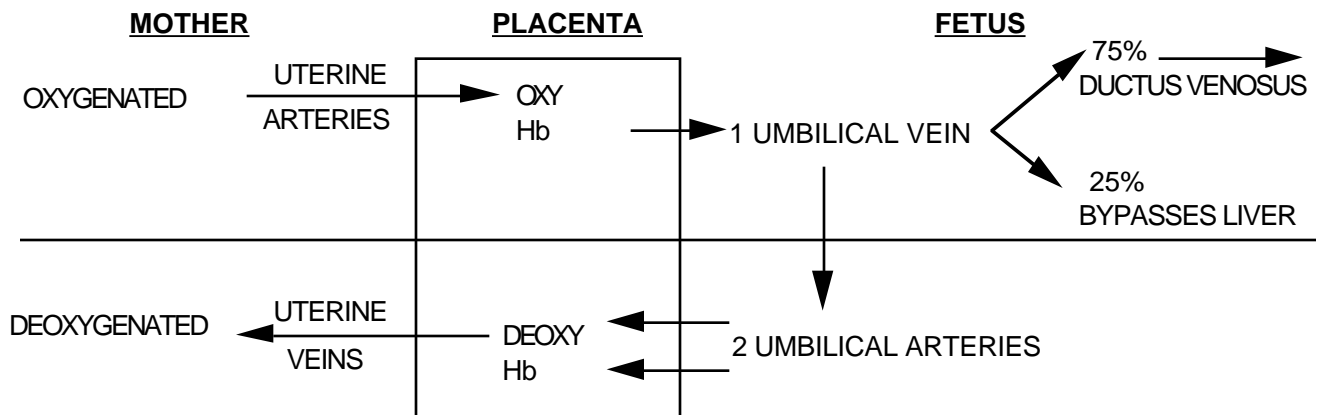 MOTHER
PLACENTA
FETUS
OXYGENATED
UTERINE
ARTERIES
OXY
Hb
1 UMBILICAL VEIN
75%
DUCTUS VENOSUS
25%
BYPASSES LIVER
DEOXYGENATED
UTERINE
VEINS
DEOXY
Hb
2 UMBILICAL ARTERIES